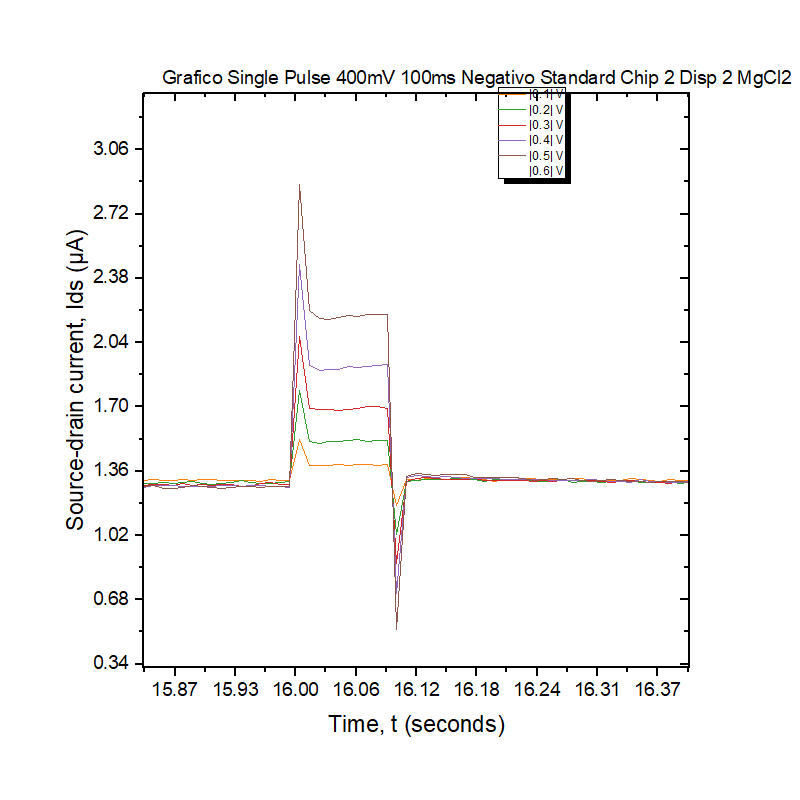 Grafico Single Pulse 400mV 100ms Negativo Standard Chip 2 Disp 2 MgCl2
|0.1| V
|0.2| V
|0.3| V
|0.4| V
|0.5| V
|0.6| V
3.06
2.72
2.38
2.04
1.70
1.36
1.02
0.68
0.34
Source-drain current, Ids (μA)
15.87 15.93 16.00 16.06 16.12 16.18 16.24 16.31 16.37
Time, t (seconds)